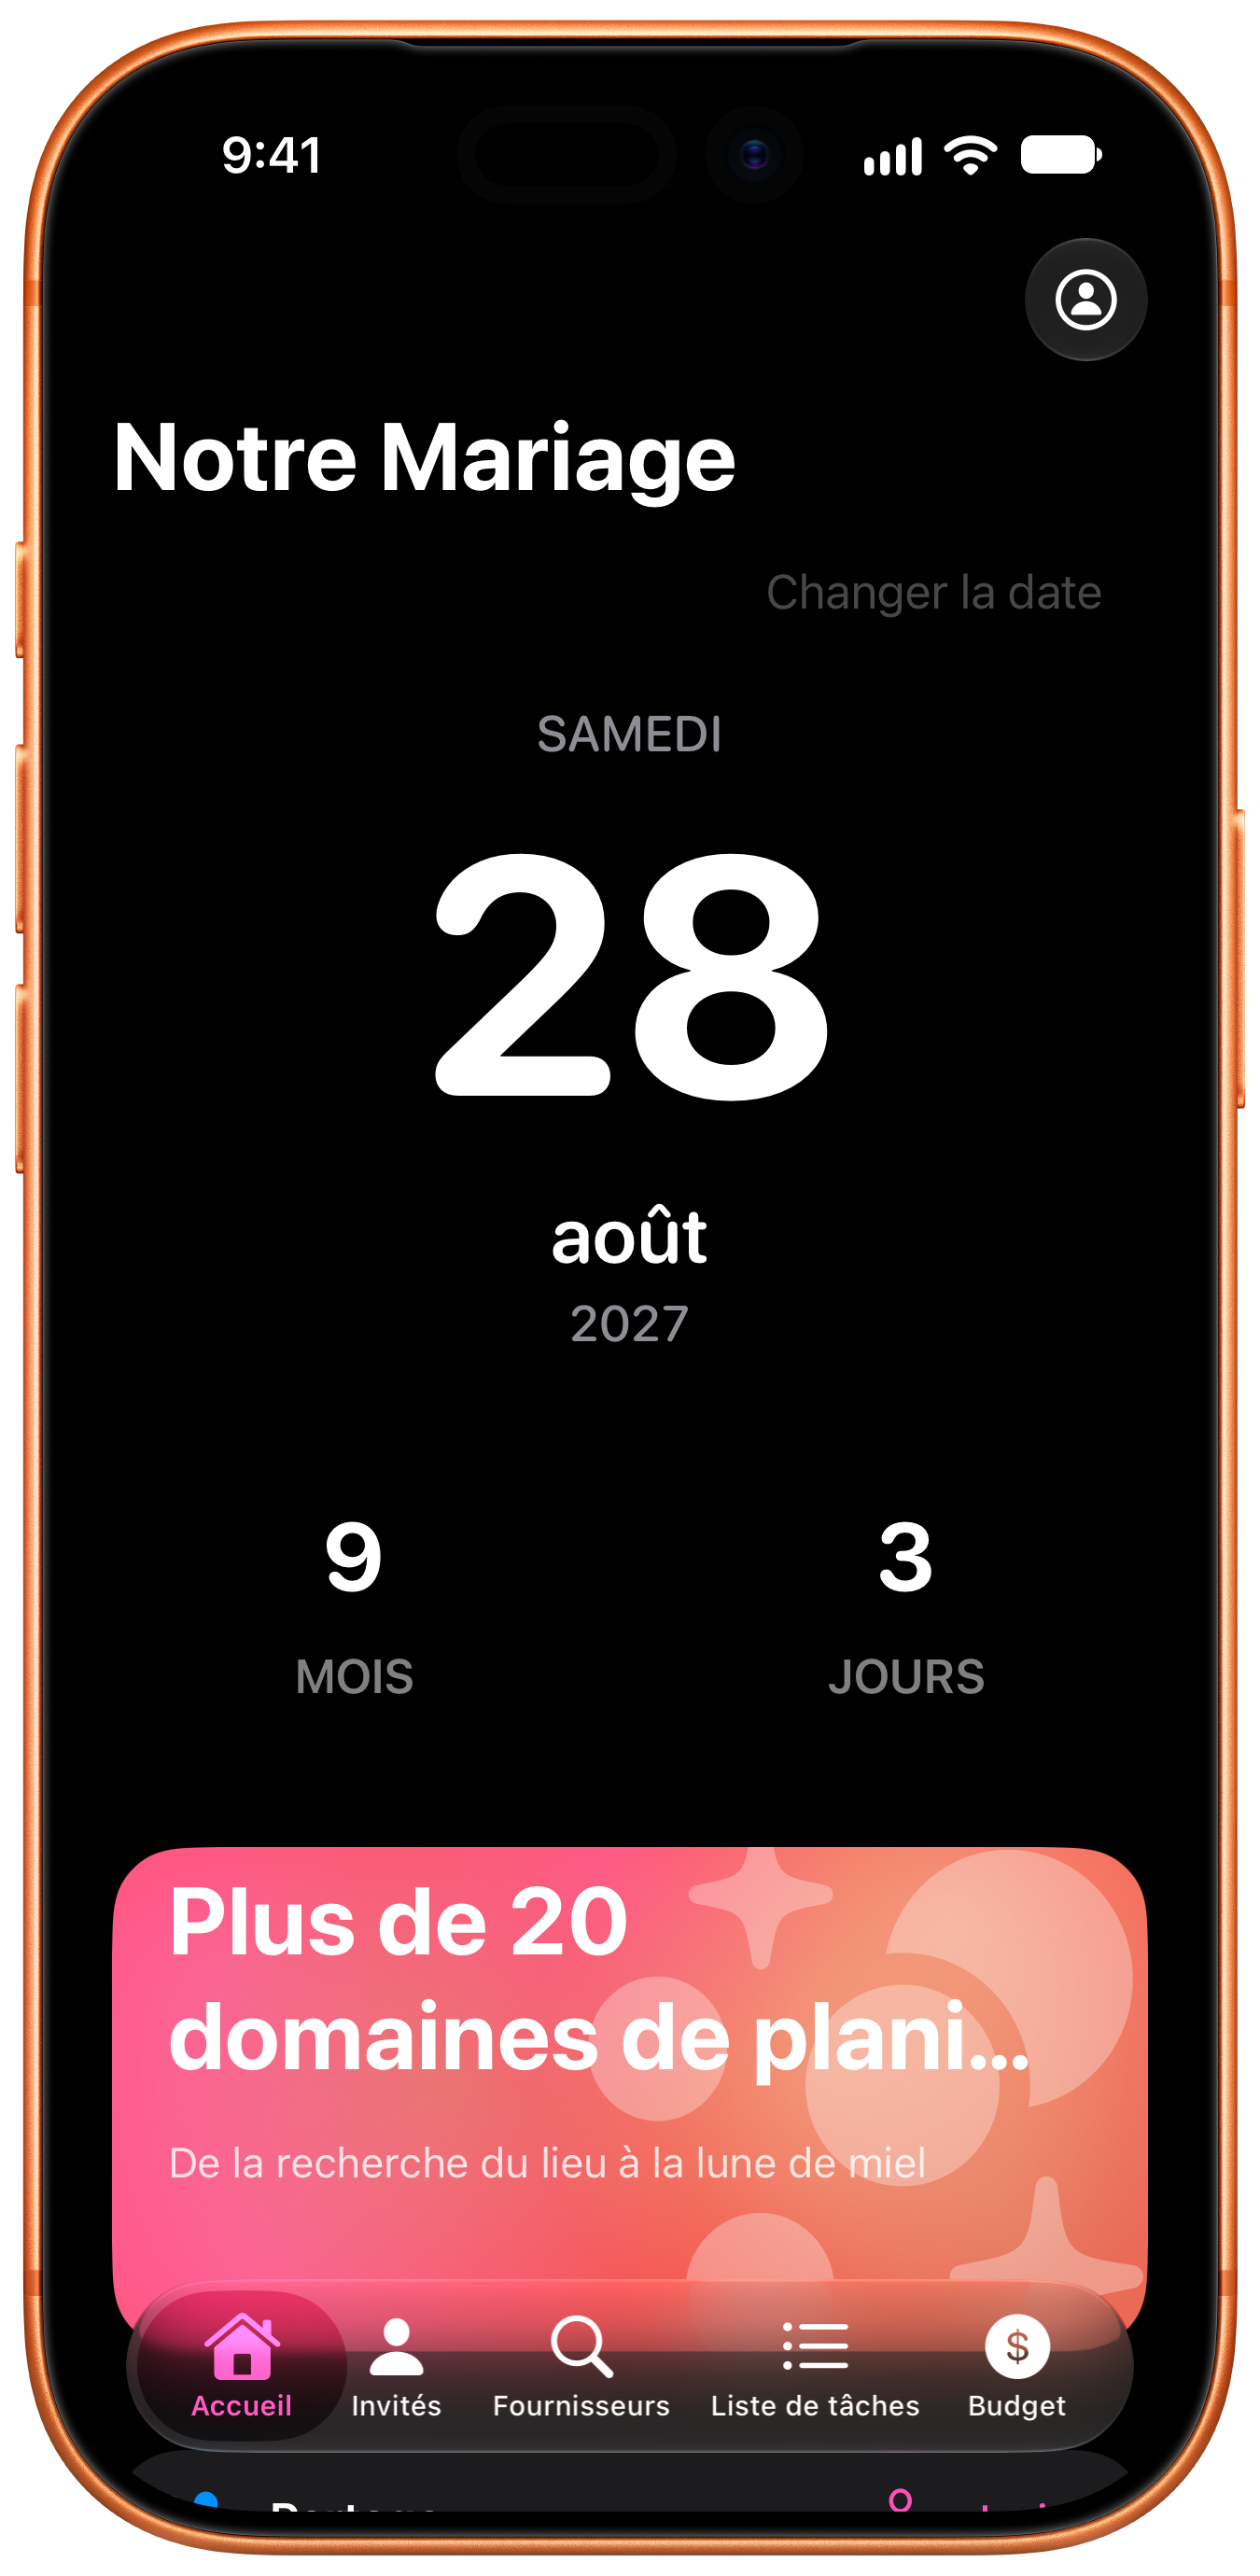 9:41
Notre Mariage
Changer la date
SAMEDI
28
août
2027
9
3
MOIS
JOURS
Plus de 20
domaines de plani...
De la recherche du lieu à la lune de miel
$
Accueil
Invités
Fournisseurs
Liste de tâches
Budget